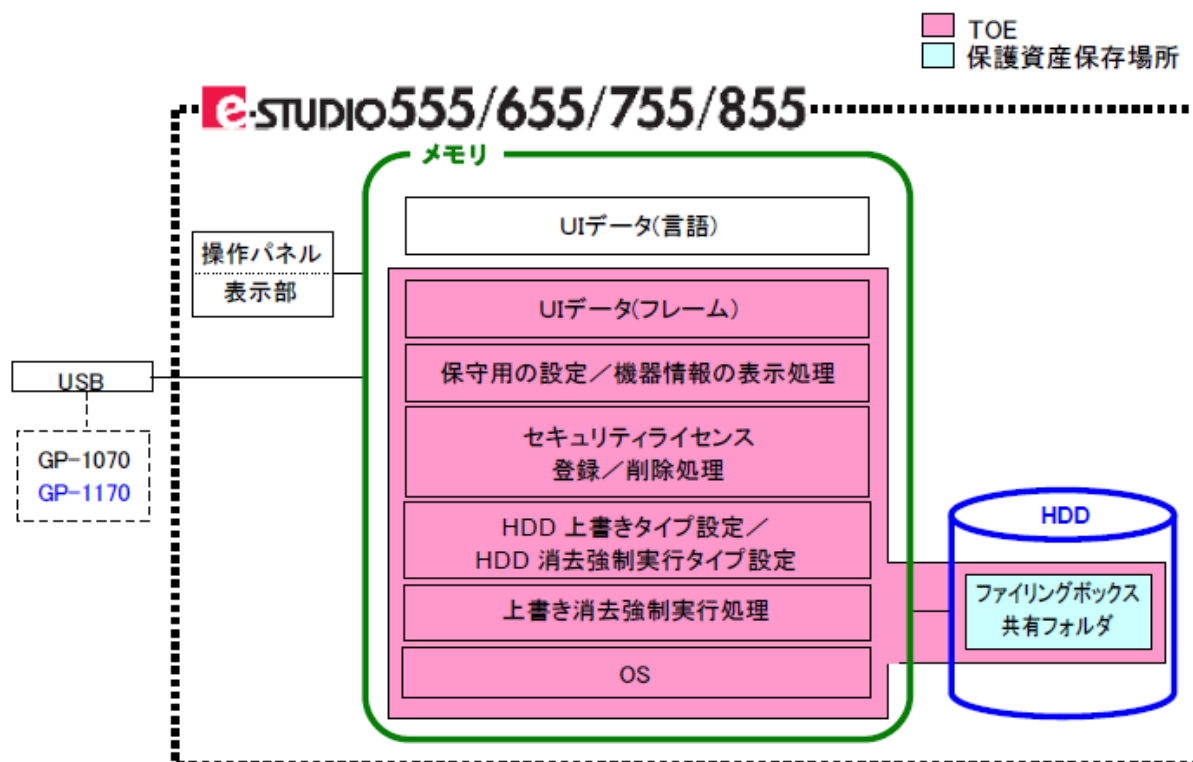 TOE
保護資産保存場所
e-STUDIO555/655/755/855
メモリ
UIデータ(言語)
操作パネル
表示部
UIデータ(フレーム)
保守用の設定／機器情報の表示処理
USB
セキュリティライセンス
登録／削除処理
GP-1070
GP-1170
HDD 上書きタイプ設定／
HDD 消去強制実行タイプ設定
HDD
ファイリングボックス
共有フォルダ
上書き消去強制実行処理
OS